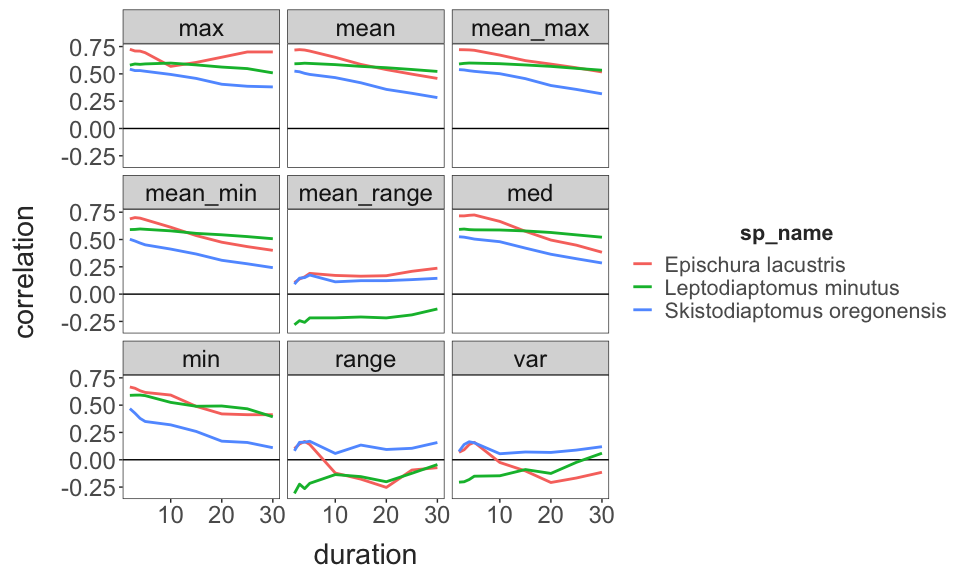 max mean mean_max
0.75
0.50
0.25
0.00
-0.25
mean_min mean_range med
0.75
0.50
0.25
0.00
-0.25
min range var
0.75
0.50
0.25
0.00
-0.25
10 20 30 10 20 30 10 20 30
correlation
duration
sp_name
Epischura lacustris
Leptodiaptomus minutus
Skistodiaptomus oregonensis